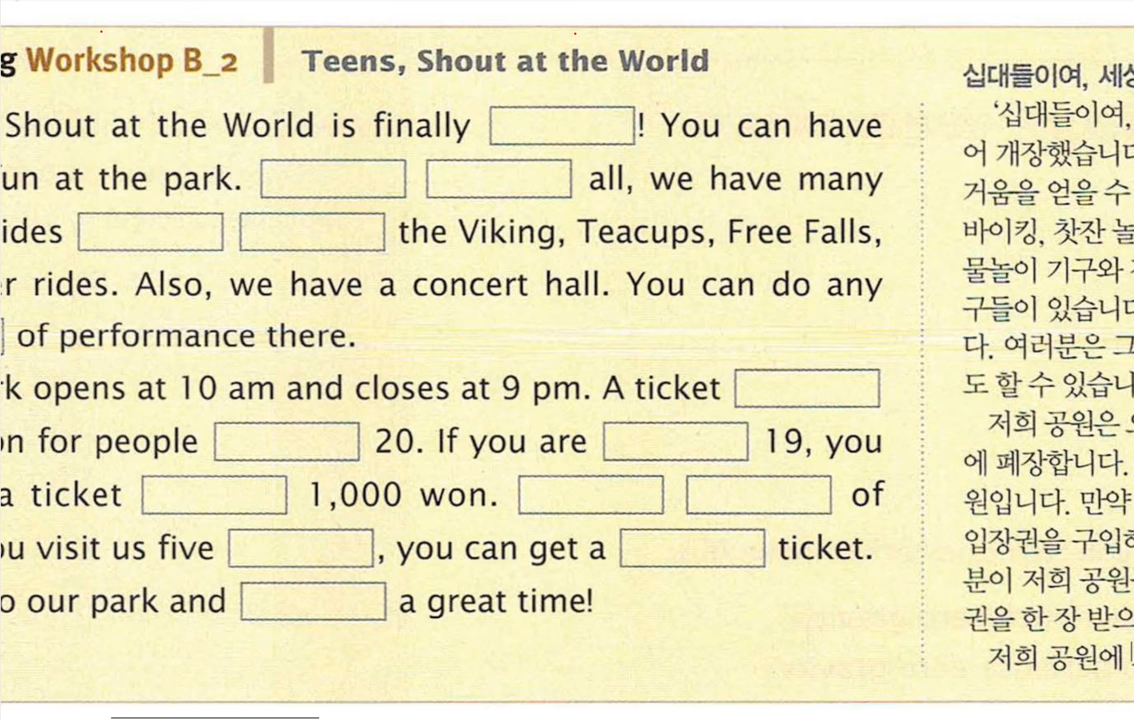 g Workshop B_2 Teens, Shout at the World
Shout at the World is finally ! You can have
un at the park. all, we have many
ides the Viking, Teacups, Free Falls,
r rides. Also, we have a concert hall. You can do any
of performance there.
rk opens at 10 am and closes at 9 pm. A ticket
on for people 20. If you are 19, you
a ticket 1,000 won. of
ou visit us five , you can get a ticket.
o our park and a great time!
십대들이여,
'십대들이여,
어 개장했습니다
거움을 얻을 수
바이킹, 찻잔
물놀이 기구와
구들이 있습니다
다. 여러분은 그
도 할 수 있습니
저희 공원은
에 폐장합니다.
원입니다. 만약
입장권을 구입하
분이 저희 공원
권을 한 장 받으
저희 공원에